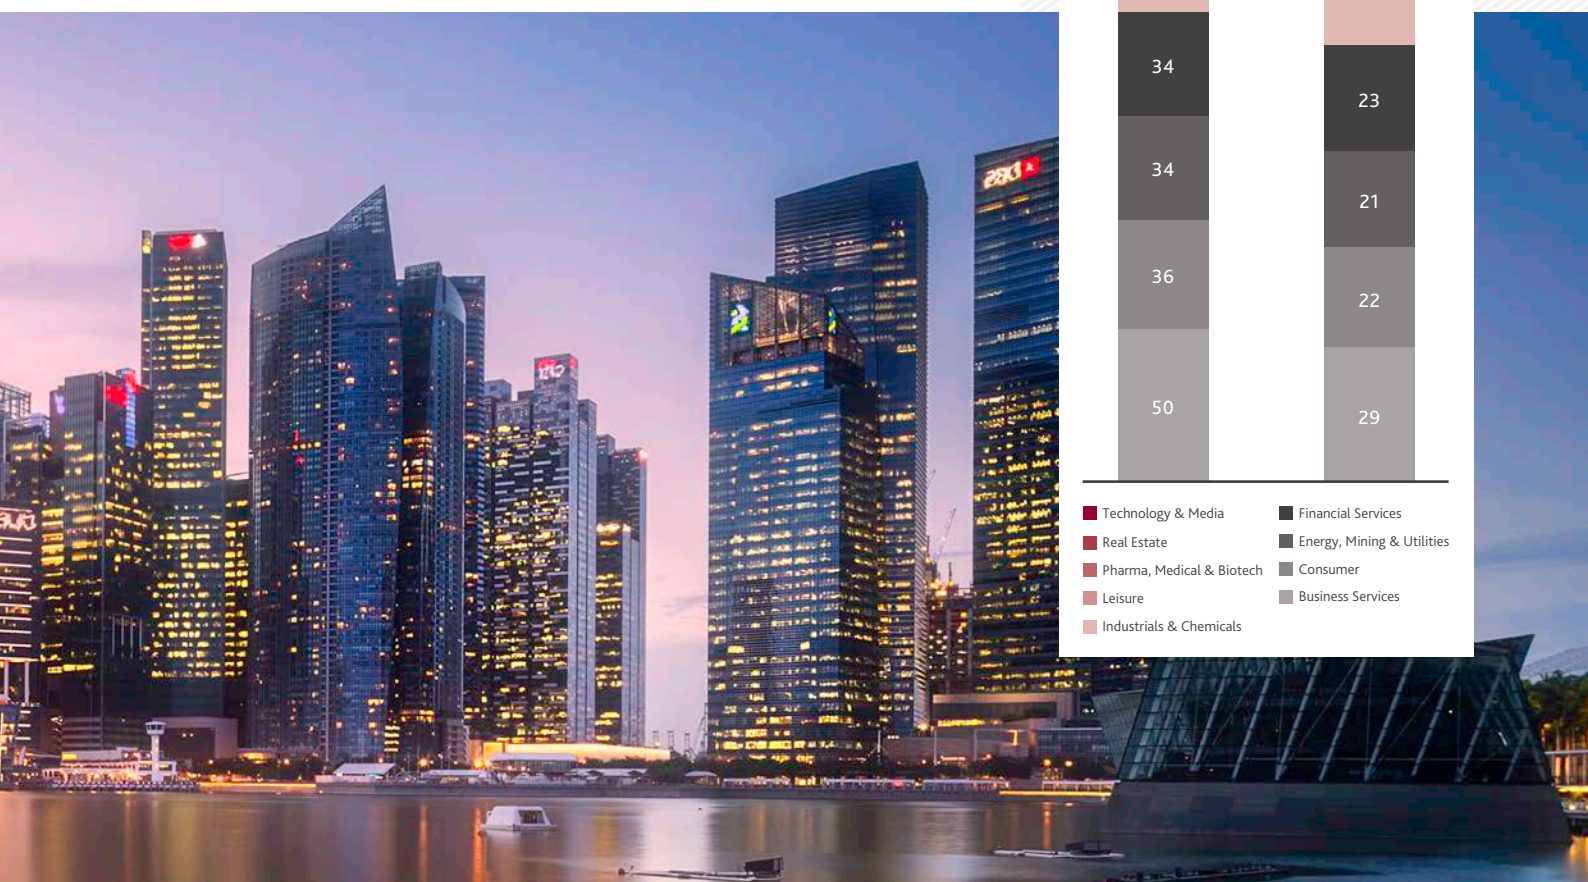 34
23
34
21
36
22
50
29
Technology & Media
Financial Services
Real Estate
Energy, Mining & Utilities
Pharma, Medical & Biotech
Consumer
Leisure
Business Services
Industrials & Chemicals
DBS